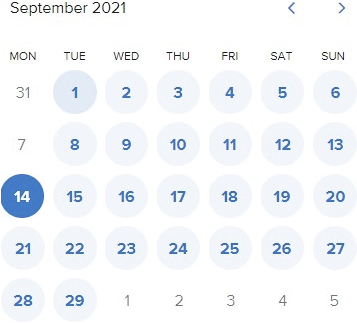 September 2021
MON TUE WED THU FRI SAT SUN
31 1 2 3 4 5 6
7 8 9 10 11 12 13
14 15 16 17 18 19 20
21 22 23 24 25 26 27
28 29 1 2 3 4 5